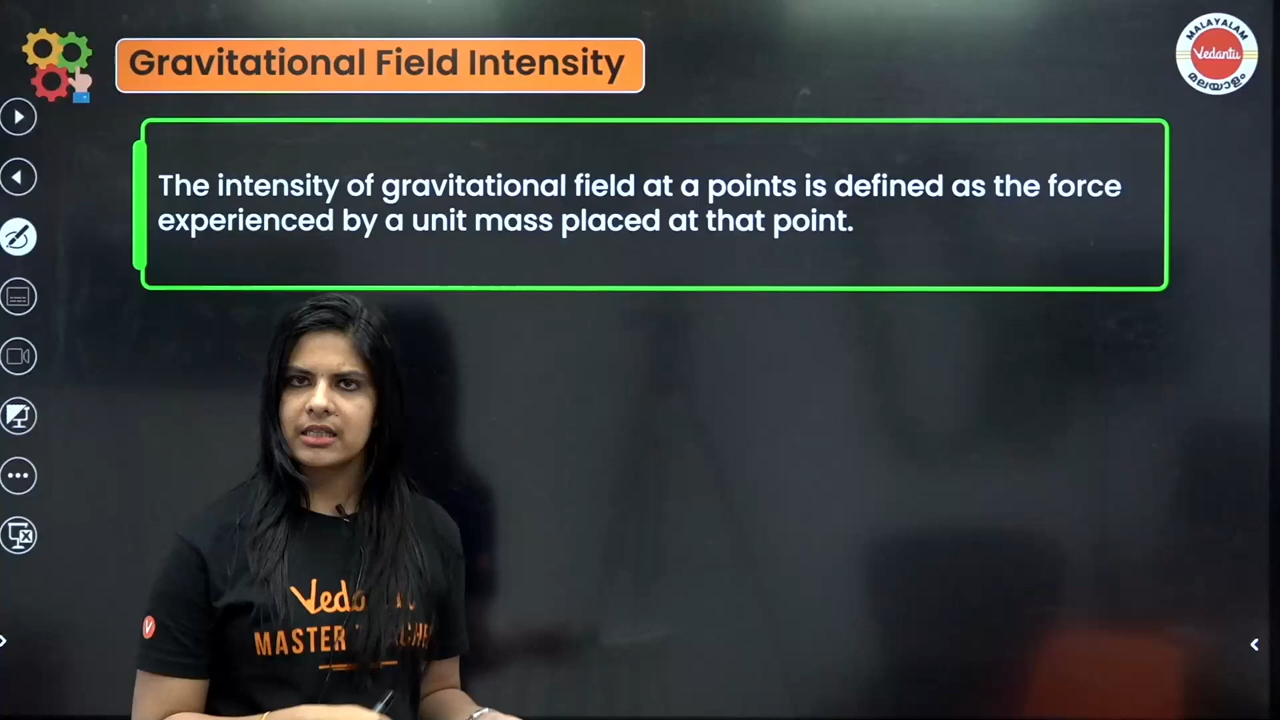 Gravitational Field Intensity
MALAYALAM
Vedantu
മലയാളം
The intensity of gravitational field at a points is defined as the force
experienced by a unit mass placed at that point.
MASTER